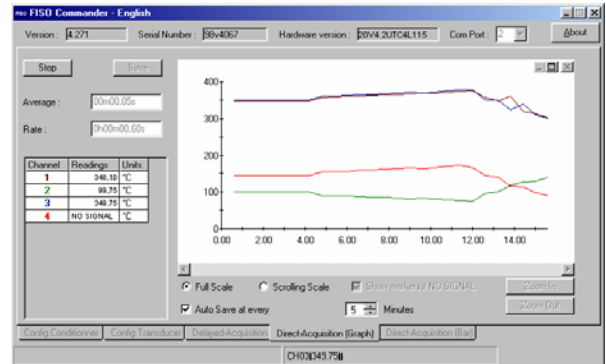 FISO Commander - English
Version : 4.271 Serial Number : 98v4067 Hardware version : 20V4.2UTC4L115 Com Port : 2 About
Stop Save
Average : 00m00,05s
Rate : 0h00m00,60s
Channel Readings Units
1 348.10 °C
2 99.75 °C
3 349.75 °C
4 NO SIGNAL °C
400
300
200
100
0
0.00 2.00 4.00 6.00 8.00 10.00 12.00 14.00
Full Scale Scrolling Scale Show markers / NO SIGNAL Zoom In
Auto Save at every 5 Minutes Zoom Out
Config Conditionner Config Transducer Delayed-Acquisition Direct-Acquisition (Graph) Direct-Acquisition (Bar)